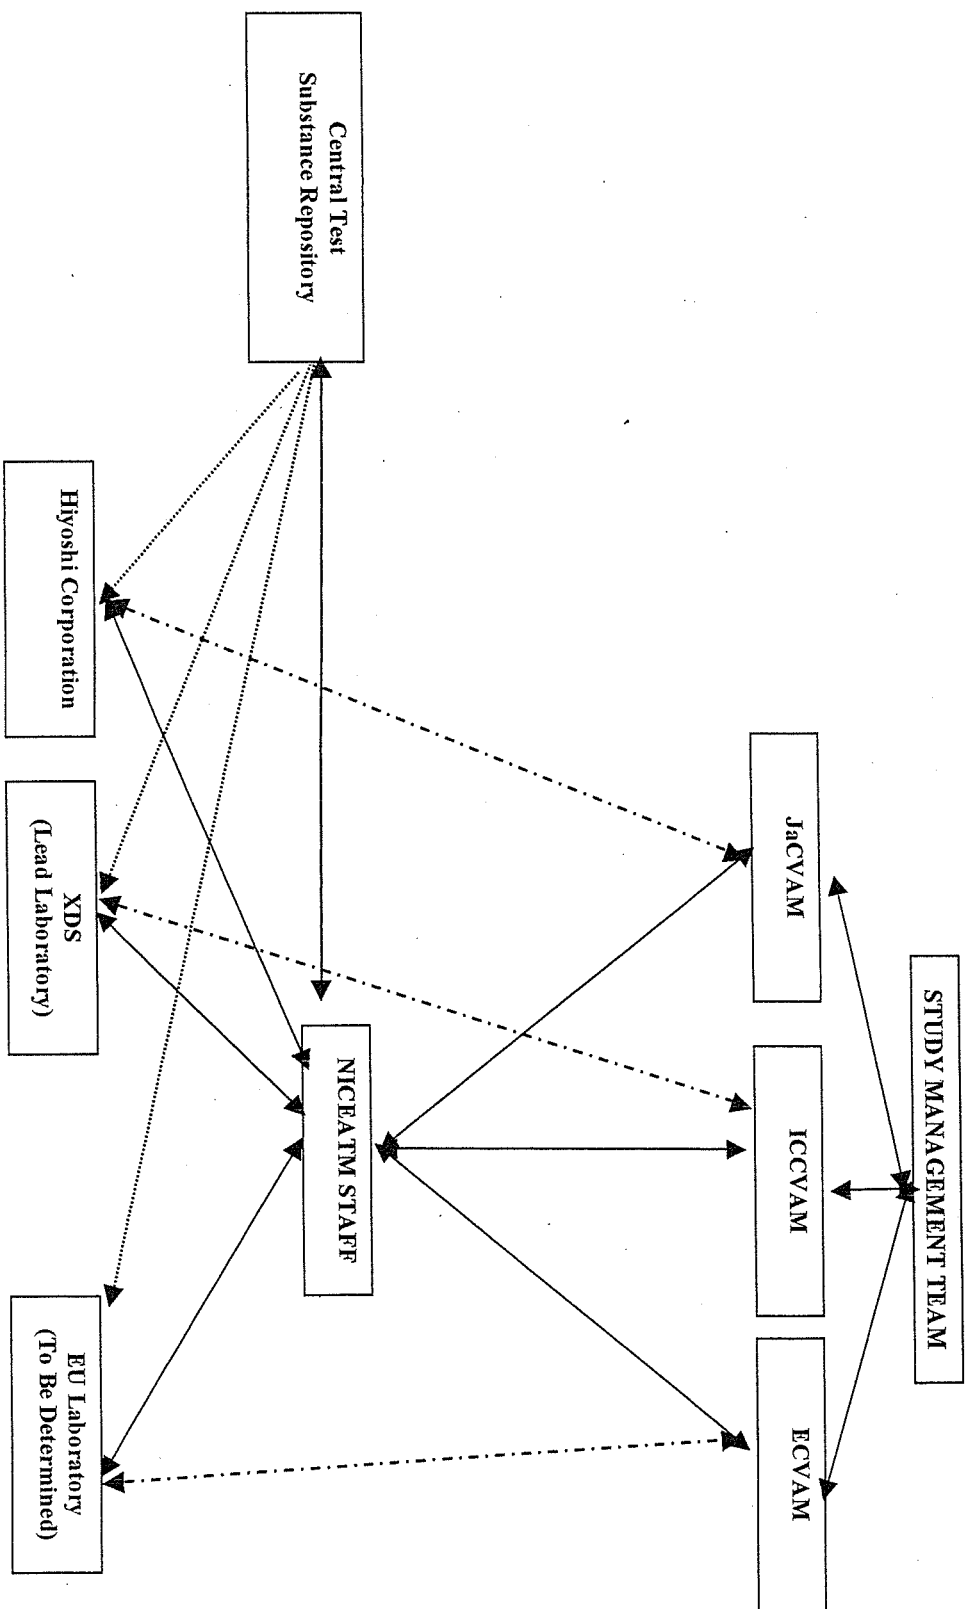 STUDY MANAGEMENT TEAM
JaCVAM
ICCVAM
ECVAM
NICEATM STAFF
Central Test
Substance Repository
Hiyoshi Corporation
XDS
(Lead Laboratory)
EU Laboratory
(To Be Determined)